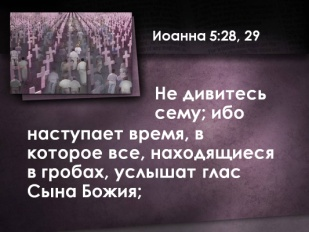 Иоанна 5:28, 29
Не дивитесь
сему; ибо
наступает время, в
которое все, находящиеся
в гробах, услышат глас
Сына Божия;